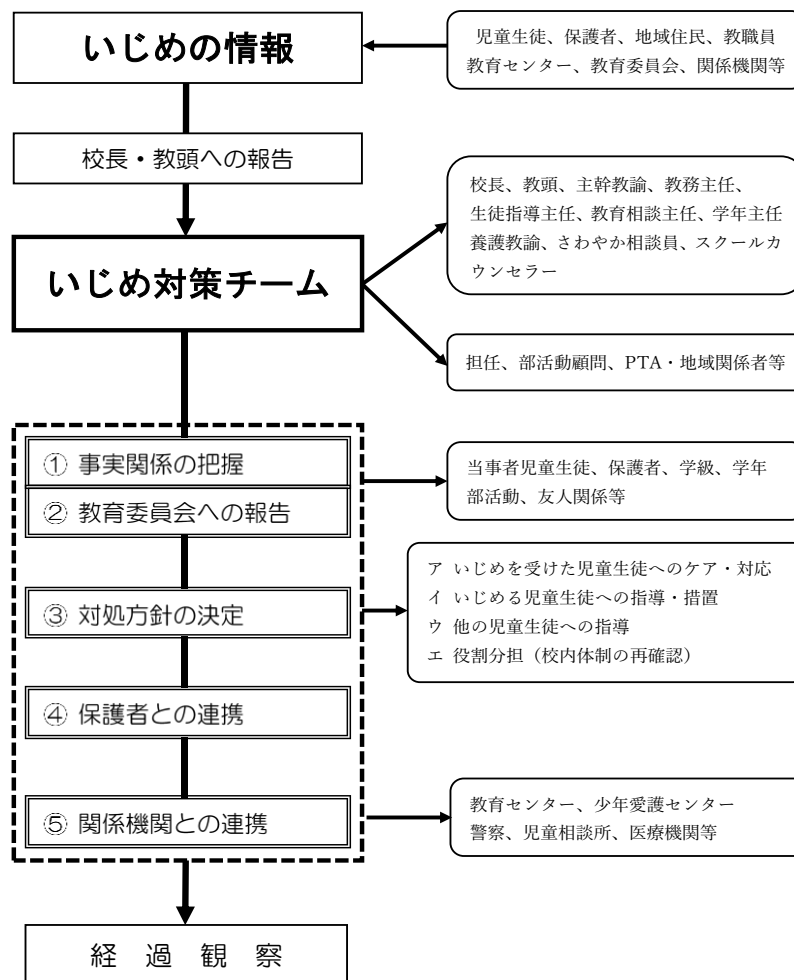 いじめの情報
児童生徒、保護者、地域住民、教職員
教育センター、教育委員会、関係機関等
校長・教頭への報告
いじめ対策チーム
校長、教頭、主幹教諭、教務主任、
生徒指導主任、教育相談主任、学年主任
養護教諭、さわやか相談員、スクールカ
ウンセラー
担任、部活動顧問、PTA・地域関係者等
① 事実関係の把握
② 教育委員会への報告
当事者児童生徒、保護者、学級、学年
部活動、友人関係等
③ 対処方針の決定
ア いじめを受けた児童生徒へのケア・対応
イ いじめる児童生徒への指導・措置
ウ 他の児童生徒への指導
エ 役割分担（校内体制の再確認）
④ 保護者との連携
⑤ 関係機関との連携
教育センター、少年愛護センター
警察、児童相談所、医療機関等
経 過 観 察